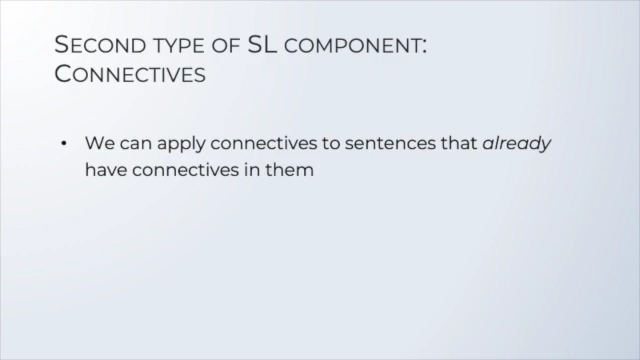 Second type of SL component:
Connectives
• We can apply connectives to sentences that already
have connectives in them